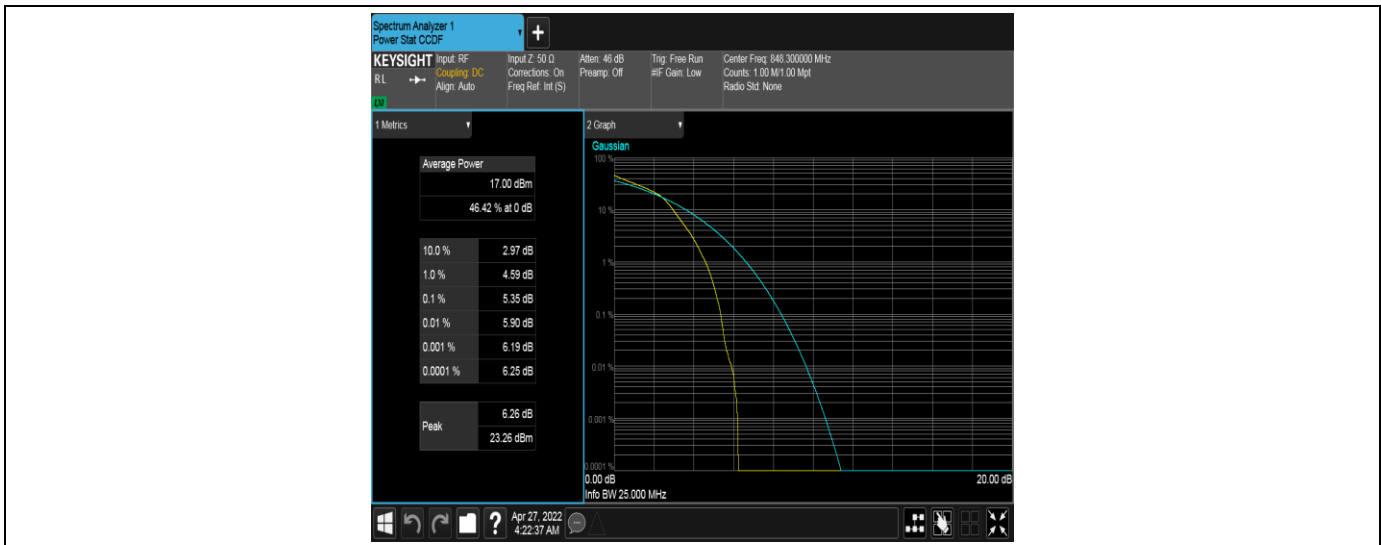 Spectrum Analyzer 1
Power Stat CCDF
+
KEYSIGHT
RL
LM
Input: RF
Coupling: DC
Align: Auto
Input Z: 50 Ω
Corrections: On
Freq Ref: Int (S)
Atten: 46 dB
Preamp: Off
Trig: Free Run
#IF Gain: Low
Center Freq: 848.300000 MHz
Counts: 1.00 M/1.00 Mpt
Radio Std: None
1 Metrics
Average Power
17.00 dBm
46.42 % at 0 dB
10.0 % 2.97 dB
1.0 % 4.59 dB
0.1 % 5.35 dB
0.01 % 5.90 dB
0.001 % 6.19 dB
0.0001 % 6.25 dB
Peak
6.26 dB
23.26 dBm
2 Graph
Gaussian
100 %
10 %
1 %
0.1 %
0.01 %
0.001 %
0.0001 %
0.00 dB 20.00 dB
Info BW 25.000 MHz
?
Apr 27, 2022
4:22:37 AM